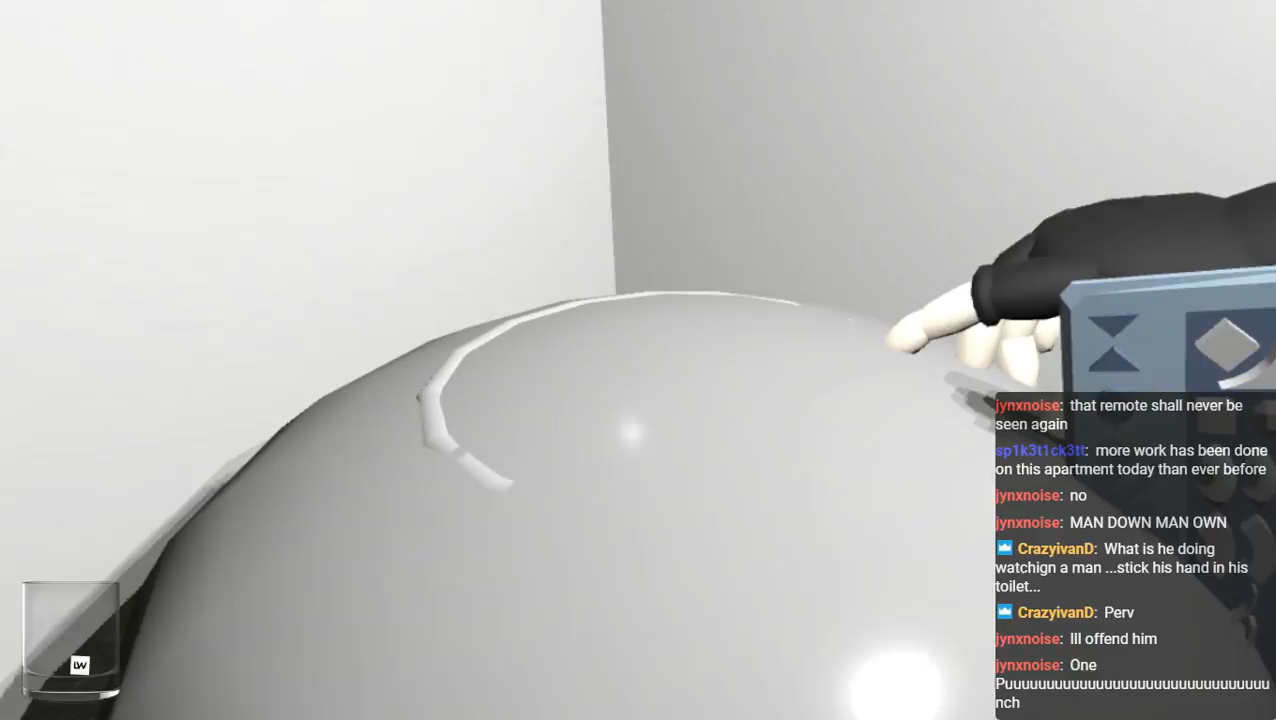 jynxnoise: that remote shall never be
seen again
sp1k3t1ck3tt: more work has been done
on this apartment today than ever before
jynxnoise: no
jynxnoise: MAN DOWN MAN OWN
CrazyivanD: What is he doing
watchign a man ...stick his hand in his
toilet...
CrazyivanD: Perv
jynxnoise: Ill offend him
jynxnoise: One
Puuuuuuuuuuuuuuuuuuuuuuuuuuuuuuu
nch
LW